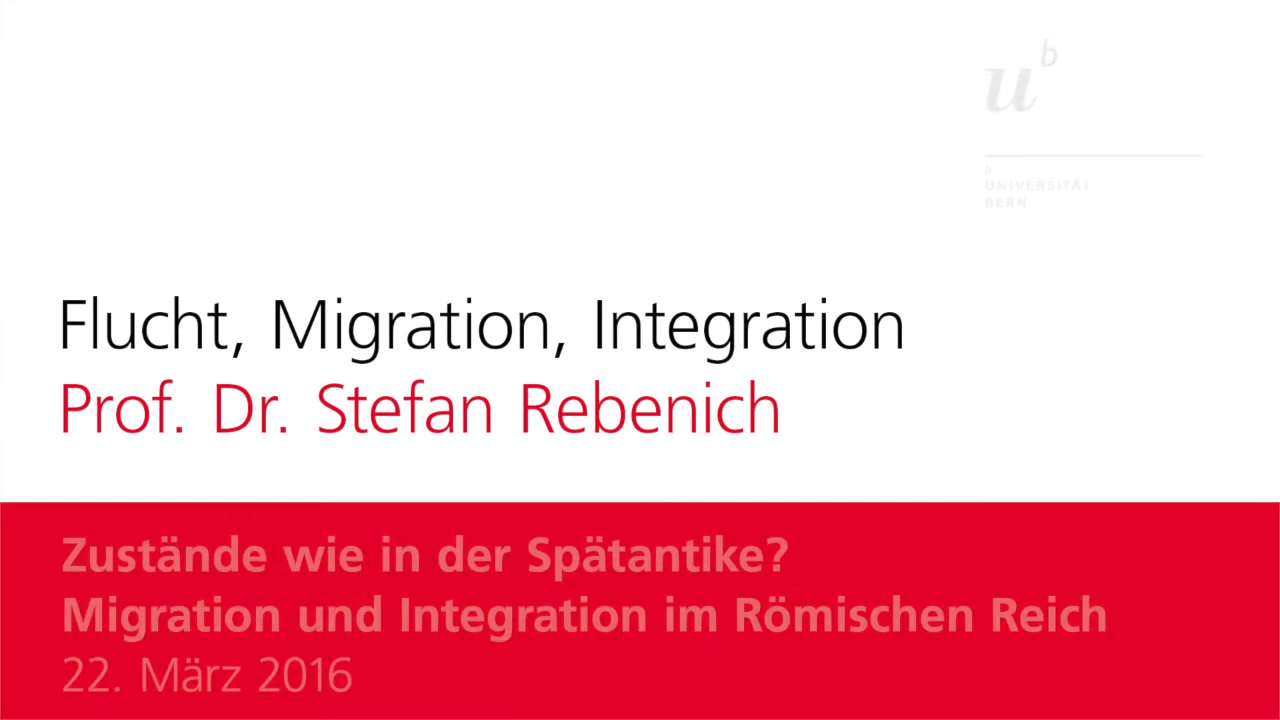 u
b
b
UNIVERSITÄT
BERN
Flucht, Migration, Integration
Prof. Dr. Stefan Rebenich
Zustände wie in der Spätantike?
Migration und Integration im Römischen Reich
22. März 2016